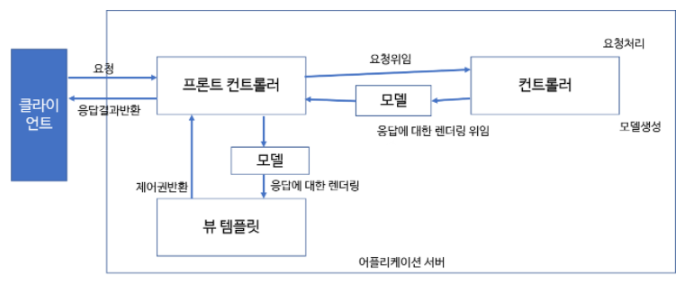 요청처리
요청
요청위임
클라이
언트
프론트 컨트롤러
컨트롤러
모델
응답결과반환
응답에 대한 렌더링 위임
모델생성
모델
제어권반환
응답에 대한 렌더링
뷰 템플릿
어플리케이션 서버